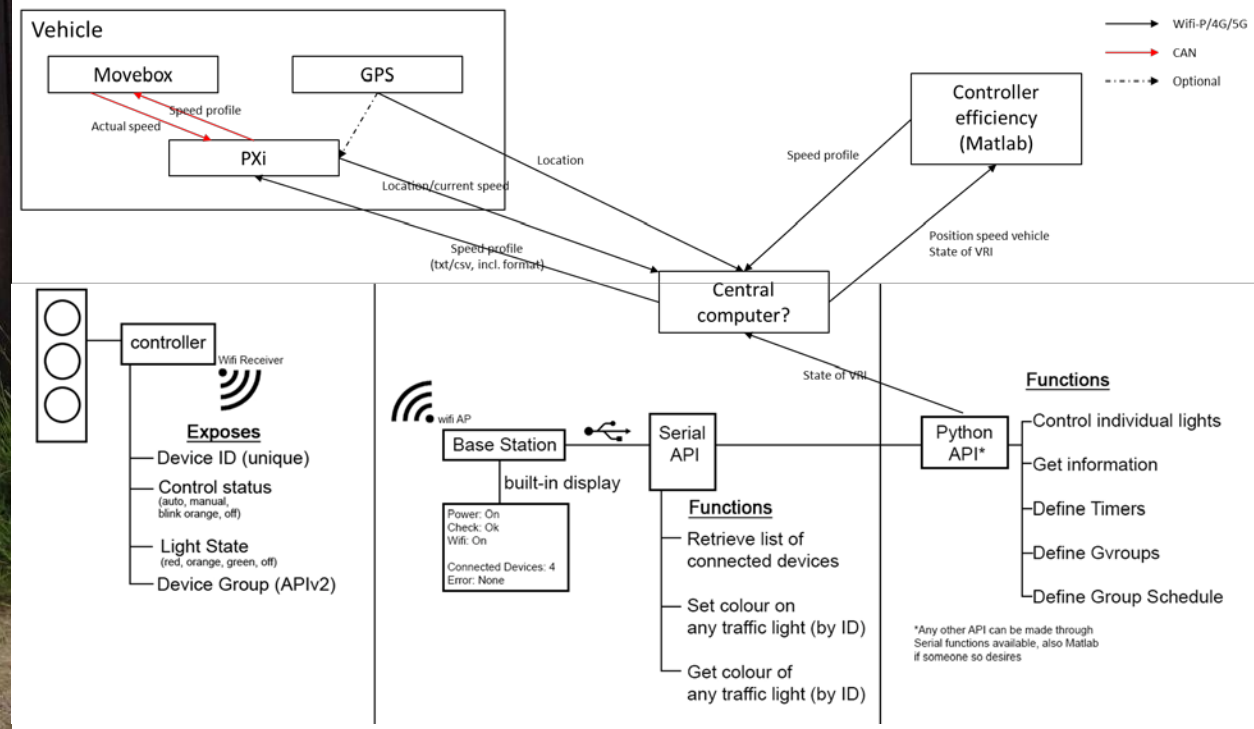 Vehicle
Movebox
GPS
Speed profile
Actual speed
PXi
Location/current speed
Location
Speed profile
(txt/csv, incl. format)
Wifi-P/4G/5G
CAN
Optional
Controller
efficiency
(Matlab)
Speed profile
Position speed vehicle
State of VRI
Central
computer?
State of VRI
controller
Wifi Receiver
Exposes
Device ID (unique)
Control status
(auto, manual,
blink orange, off)
Light State
(red, orange, green, off)
Device Group (APIv2)
wifi AP
Base Station
built-in display
Power: On
Check: Ok
Wifi: On
Connected Devices: 4
Error: None
Serial
API
Functions
Retrieve list of
connected devices
Set colour on
any traffic light (by ID)
Get colour of
any traffic light (by ID)
Python
API*
Functions
Control individual lights
Get information
Define Timers
Define Gvroups
Define Group Schedule
*Any other API can be made through
Serial functions available, also Matlab
if someone so desires